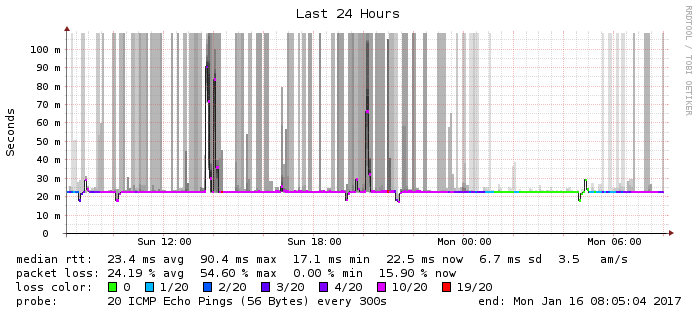 Last 24 Hours
RRDTOOL / TOBI OETIKER
Seconds
100 m
90 m
80 m
70 m
60 m
50 m
40 m
30 m
20 m
10 m
0
Sun 12:00 Sun 18:00 Mon 00:00 Mon 06:00
median rtt: 23.4 ms avg 90.4 ms max 17.1 ms min 22.5 ms now 6.7 ms sd 3.5 am/s
packet loss: 24.19 % avg 54.60 % max 0.00 % min 15.90 % now
loss color: 0 1/20 2/20 3/20 4/20 10/20 19/20
probe: 20 ICMP Echo Pings (56 Bytes) every 300s end: Mon Jan 16 08:05:04 2017